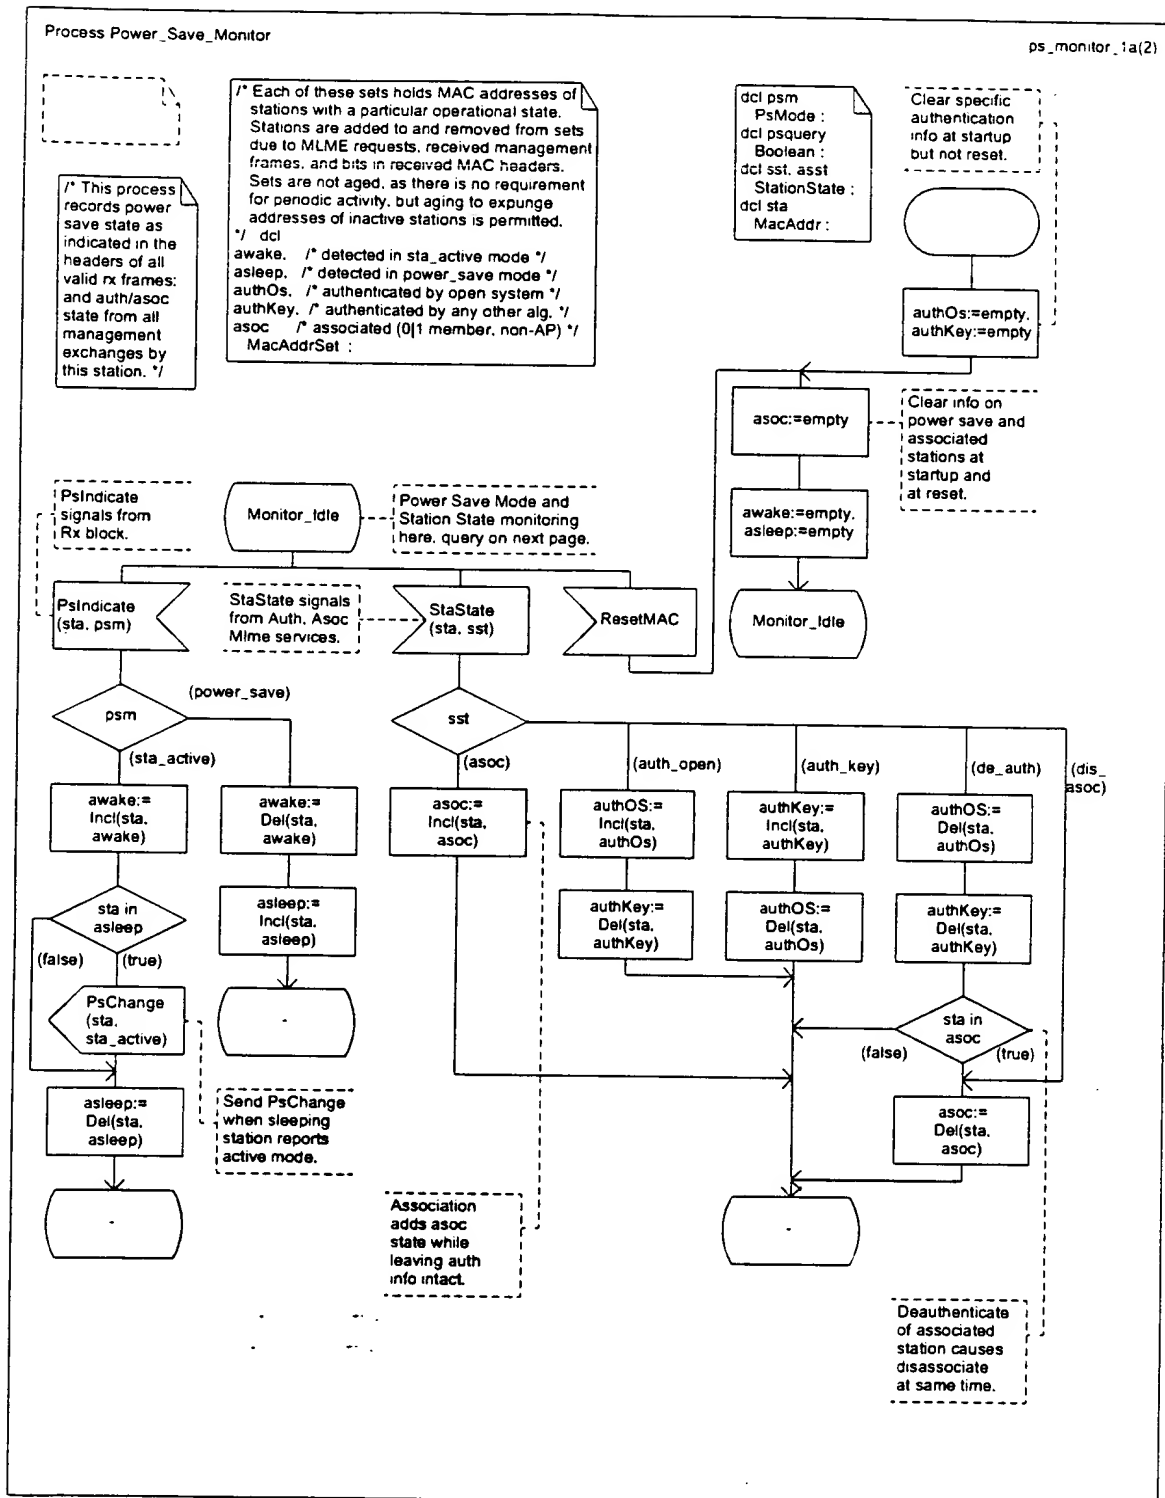 Process Power_Save_Monitor
ps_monitor_1a(2)
/* This process
records power
save state as
indicated in the
headers of all
valid rx frames;
and auth/asoc
state from all
management
exchanges by
this station. */
/* Each of these sets holds MAC addresses of
stations with a particular operational state.
Stations are added to and removed from sets
due to MLME requests, received management
frames, and bits in received MAC headers.
Sets are not aged, as there is no requirement
for periodic activity, but aging to expunge
addresses of inactive stations is permitted.
*/ dcl
awake, /* detected in sta_active mode */
asleep, /* detected in power_save mode */
authOs, /* authenticated by open system */
authKey, /* authenticated by any other alg. */
asoc /* associated (0|1 member, non-AP) */
MacAddrSet ;
dcl psm
PsMode ;
dcl psquery
Boolean ;
dcl sst, asst
StationState ;
dcl sta
MacAddr ;
Clear specific
authentication
info at startup
but not reset.
authOs:=empty,
authKey:=empty
asoc:=empty
Clear info on
power save and
associated
stations at
startup and
at reset.
awake:=empty,
asleep:=empty
Monitor_Idle
PsIndicate
signals from
Rx block.
Monitor_Idle
Power Save Mode and
Station State monitoring
here, query on next page.
PsIndicate
(sta, psm)
StaState signals
from Auth, Asoc
Mlme services.
StaState
(sta, sst)
ResetMAC
psm
(power_save)
(sta_active)
awake:=
Incl(sta,
awake)
awake:=
Del(sta,
awake)
sta in
asleep
(false)
(true)
asleep:=
Incl(sta,
asleep)
-
PsChange
(sta,
sta_active)
asleep:=
Del(sta,
asleep)
Send PsChange
when sleeping
station reports
active mode.
-
sst
(asoc)
(auth_open)
(auth_key)
(de_auth)
(dis_
asoc)
asoc:=
Incl(sta,
asoc)
authOS:=
Incl(sta,
authOs)
authKey:=
Incl(sta,
authKey)
authOS:=
Del(sta,
authOs)
authKey:=
Del(sta,
authKey)
authOS:=
Del(sta,
authOs)
authKey:=
Del(sta,
authKey)
sta in
asoc
(false)
(true)
asoc:=
Del(sta,
asoc)
-
Association
adds asoc
state while
leaving auth
info intact.
Deauthenticate
of associated
station causes
disassociate
at same time.